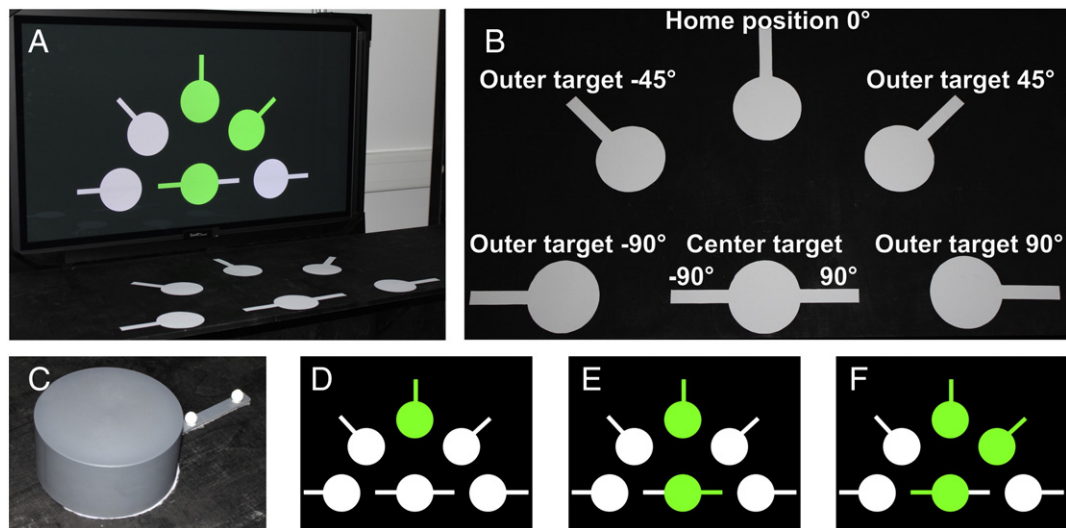 A
B
Home position 0°
Outer target -45°
Outer target 45°
Outer target -90°
Center target
Outer target 90°
-90°
90°
C
D
E
F